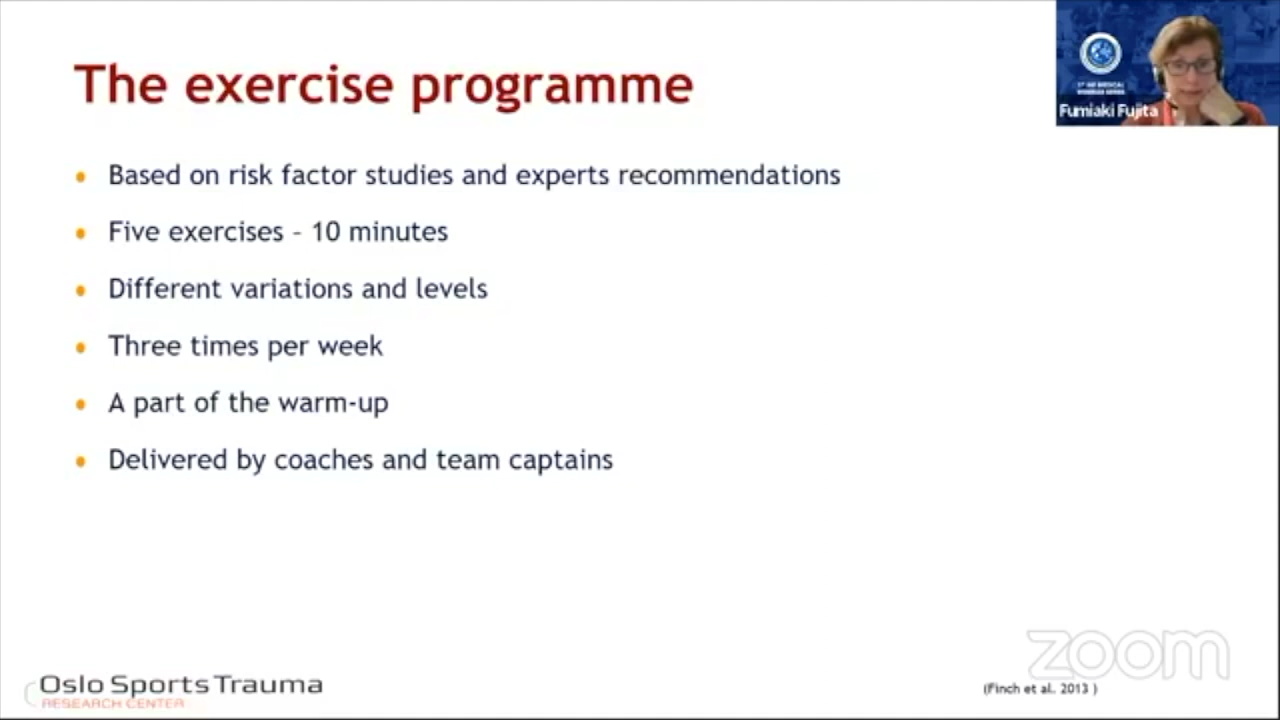 The exercise programme
Fumiaki Fujita
• Based on risk factor studies and experts recommendations
• Five exercises – 10 minutes
• Different variations and levels
• Three times per week
• A part of the warm-up
• Delivered by coaches and team captains
zoom
Oslo Sports Trauma
RESEARCH CENTER
(Finch et al. 2013 )